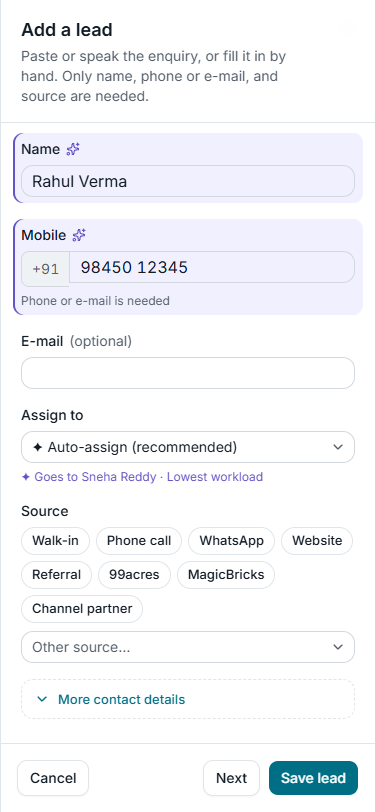 Add a lead
Paste or speak the enquiry, or fill it in by
hand. Only name, phone or e-mail, and
source are needed.
Name
Rahul Verma
Mobile
+91 98450 12345
Phone or e-mail is needed
E-mail (optional)
Assign to
✦ Auto-assign (recommended)
✦ Goes to Sneha Reddy · Lowest workload
Source
Walk-in Phone call WhatsApp Website
Referral 99acres MagicBricks
Channel partner
Other source...
More contact details
Cancel Next Save lead